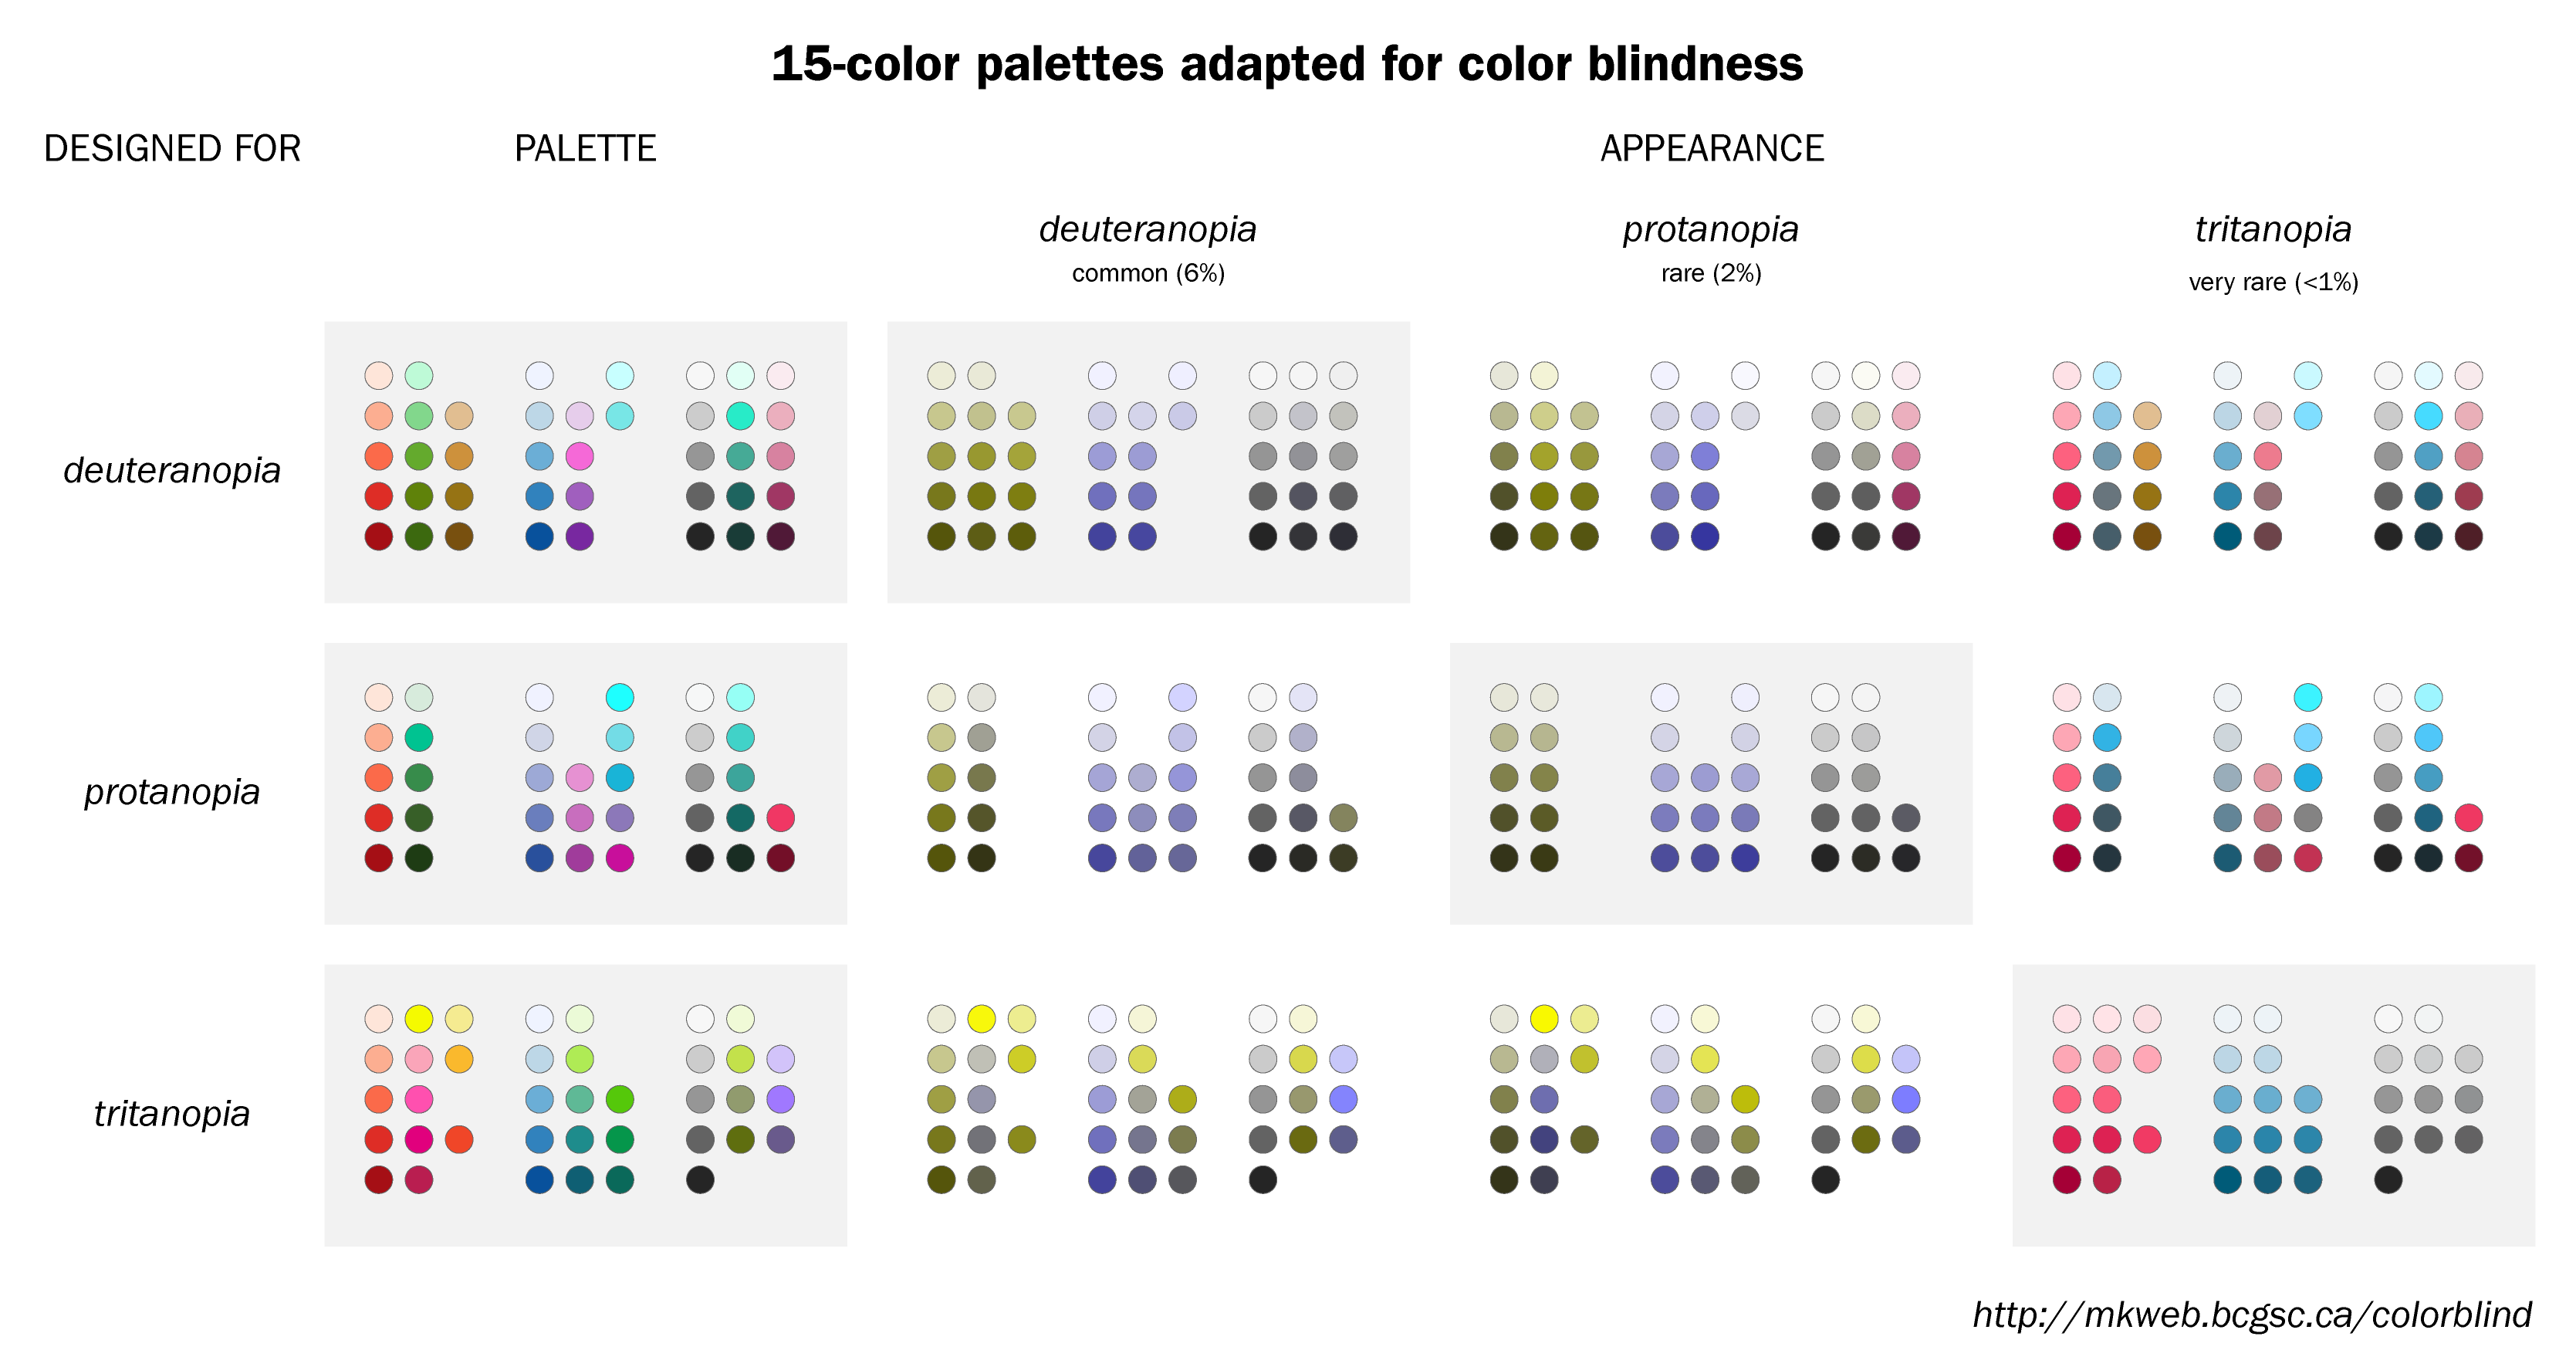 15-color palettes adapted for color blindness
DESIGNED FOR
PALETTE
APPEARANCE
deuteranopia
common (6%)
protanopia
rare (2%)
tritanopia
very rare (<1%)
deuteranopia
protanopia
tritanopia
http://mkweb.bcgsc.ca/colorblind